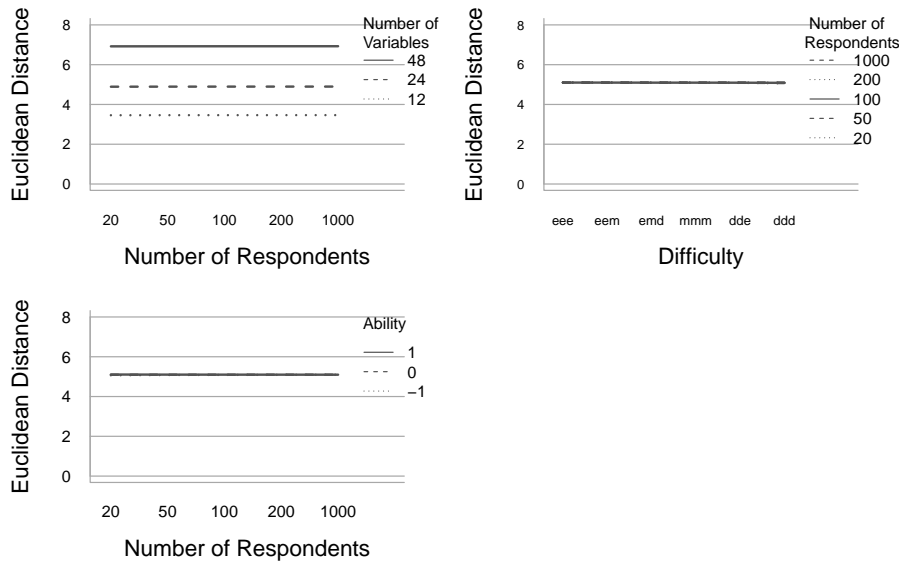 Euclidean Distance
8
6
4
2
0
20 50 100 200 1000
Number of Respondents
Number of
Variables
48
24
12
Euclidean Distance
8
6
4
2
0
eee eem emd mmm dde ddd
Difficulty
Number of
Respondents
1000
200
100
50
20
Euclidean Distance
8
6
4
2
0
20 50 100 200 1000
Number of Respondents
Ability
1
0
−1